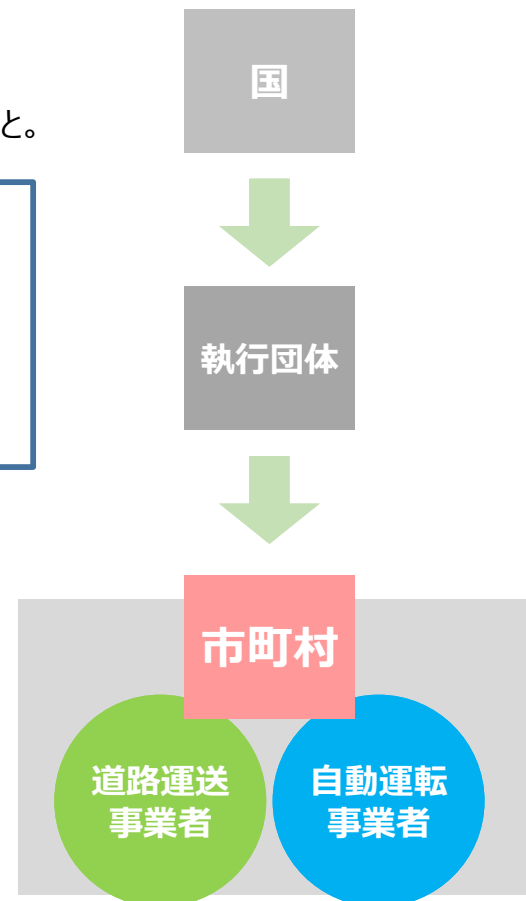 国
と。
執行団体
市町村
道路運送
事業者
自動運転
事業者